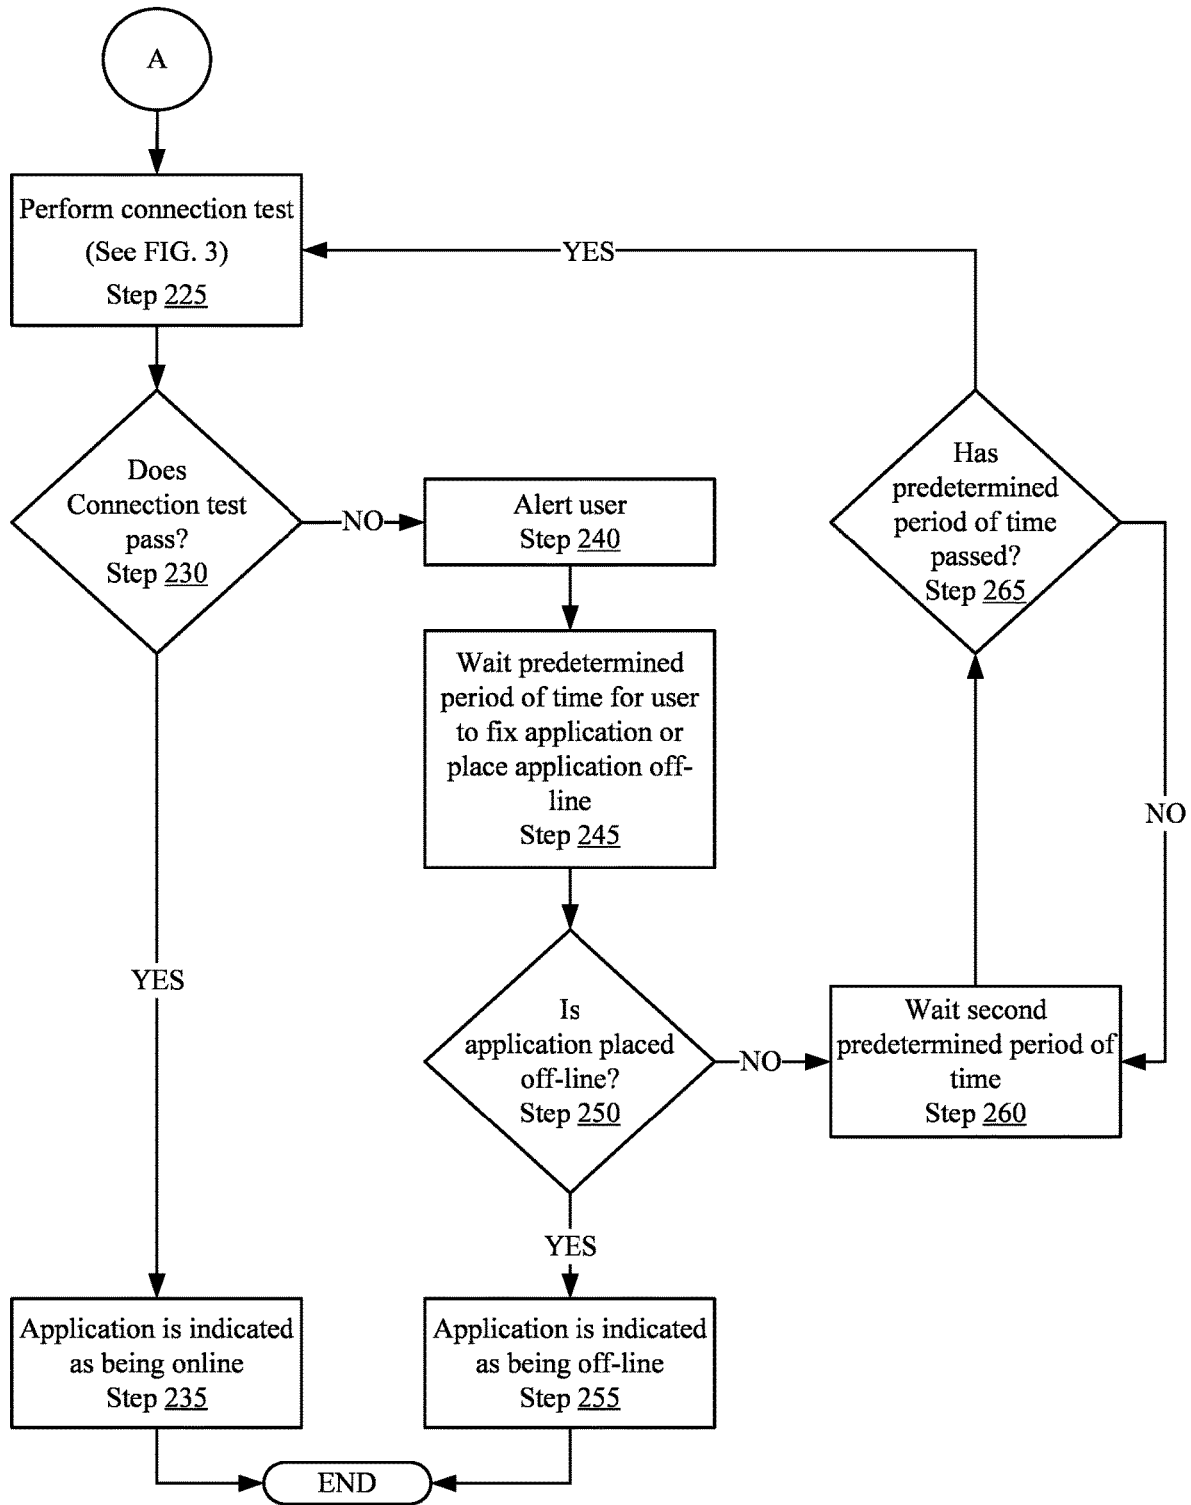 A
Perform connection test
(See FIG. 3)
Step 225
YES
Does
Connection test
pass?
Step 230
NO
Alert user
Step 240
Has
predetermined
period of time
passed?
Step 265
Wait predetermined
period of time for user
to fix application or
place application off-
line
Step 245
NO
YES
Is
application placed
off-line?
Step 250
NO
Wait second
predetermined period of
time
Step 260
YES
Application is indicated
as being online
Step 235
Application is indicated
as being off-line
Step 255
END